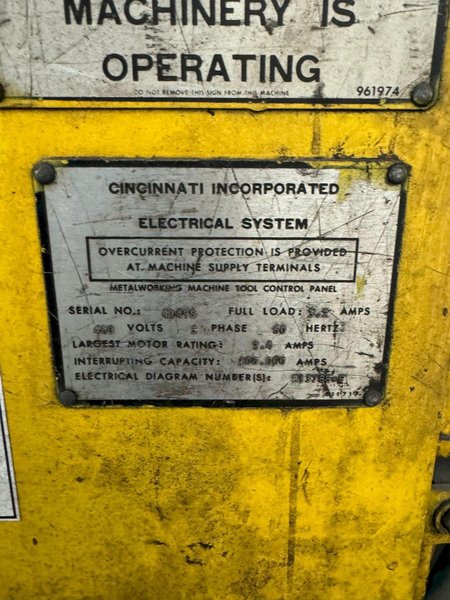 MACHINERY IS
OPERATING
DO NOT REMOVE THIS SIGN FROM THIS MACHINE 961974
CINCINNATI INCORPORATED
ELECTRICAL SYSTEM
OVERCURRENT PROTECTION IS PROVIDED
AT MACHINE SUPPLY TERMINALS
METALWORKING MACHINE TOOL CONTROL PANEL
SERIAL NO.: FULL LOAD: AMPS
VOLTS PHASE 60 HERTZ
LARGEST MOTOR RATING: AMPS
INTERRUPTING CAPACITY: AMPS
ELECTRICAL DIAGRAM NUMBER(S):